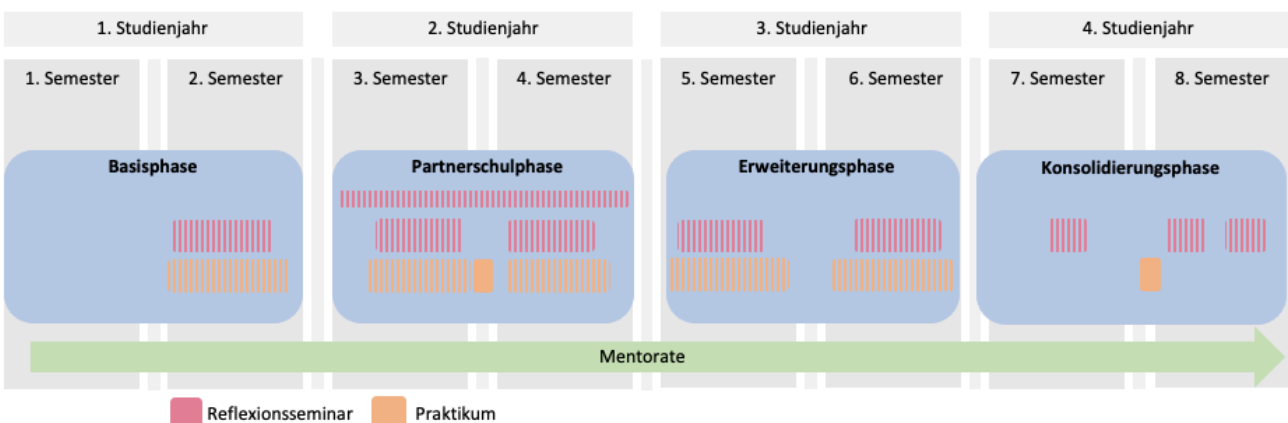 1. Studienjahr
2. Studienjahr
3. Studienjahr
4. Studienjahr
1. Semester
2. Semester
3. Semester
4. Semester
5. Semester
6. Semester
7. Semester
8. Semester
Basisphase
Partnerschulphase
Erweiterungsphase
Konsolidierungsphase
Mentorate
Reflexionsseminar
Praktikum